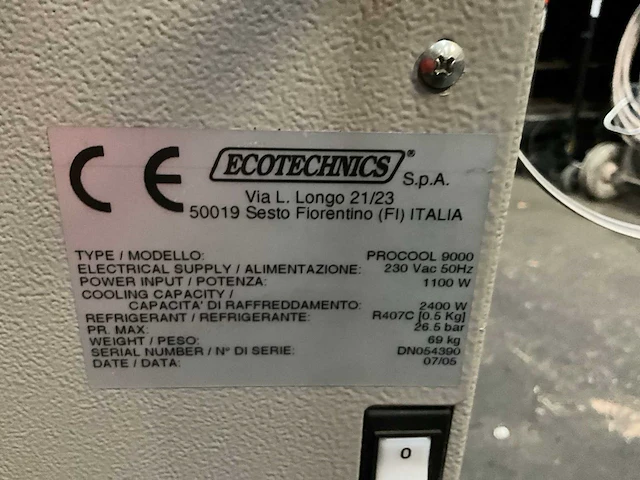 CE ECOTECHNICS® S.p.A.
Via L. Longo 21/23
50019 Sesto Fiorentino (FI) ITALIA
TYPE / MODELLO: PROCOOL 9000
ELECTRICAL SUPPLY / ALIMENTAZIONE: 230 Vac 50Hz
POWER INPUT / POTENZA: 1100 W
COOLING CAPACITY /
CAPACITA' DI RAFFREDDAMENTO: 2400 W
REFRIGERANT / REFRIGERANTE: R407C [0.5 Kg]
PR. MAX: 26.5 bar
WEIGHT / PESO: 69 kg
SERIAL NUMBER / N° DI SERIE: DN054390
DATE / DATA: 07/05
0